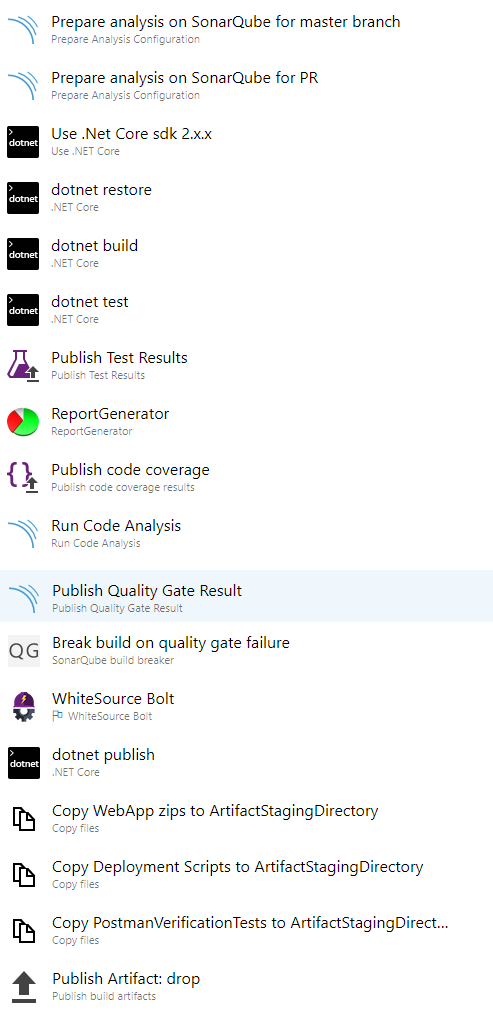 Prepare analysis on SonarQube for master branch
Prepare Analysis Configuration
Prepare analysis on SonarQube for PR
Prepare Analysis Configuration
>
dotnet
Use .Net Core sdk 2.x.x
Use .NET Core
>
dotnet
dotnet restore
.NET Core
>
dotnet
dotnet build
.NET Core
>
dotnet
dotnet test
.NET Core
Publish Test Results
Publish Test Results
ReportGenerator
ReportGenerator
{}
Publish code coverage
Publish code coverage results
Run Code Analysis
Run Code Analysis
Publish Quality Gate Result
Publish Quality Gate Result
QG
Break build on quality gate failure
SonarQube build breaker
WhiteSource Bolt
WhiteSource Bolt
>
dotnet
dotnet publish
.NET Core
Copy WebApp zips to ArtifactStagingDirectory
Copy files
Copy Deployment Scripts to ArtifactStagingDirectory
Copy files
Copy PostmanVerificationTests to ArtifactStagingDirect...
Copy files
Publish Artifact: drop
Publish build artifacts